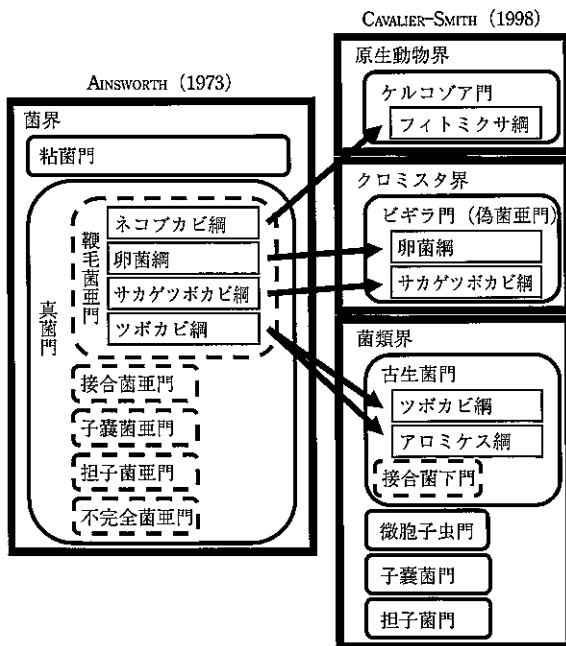 AINSWORTH (1973)
菌界
粘菌門
真菌門
鞭毛菌亜門
ネコブカビ綱
卵菌綱
サカゲツボカビ綱
ツボカビ綱
接合菌亜門
子嚢菌亜門
担子菌亜門
不完全菌亜門
CAVALIER-SMITH (1998)
原生動物界
ケルコゾア門
フィトミクサ綱
クロミスタ界
ビギラ門 (偽菌亜門)
卵菌綱
サカゲツボカビ綱
菌類界
古生菌門
ツボカビ綱
アロミケス綱
接合菌下門
微胞子虫門
子嚢菌門
担子菌門